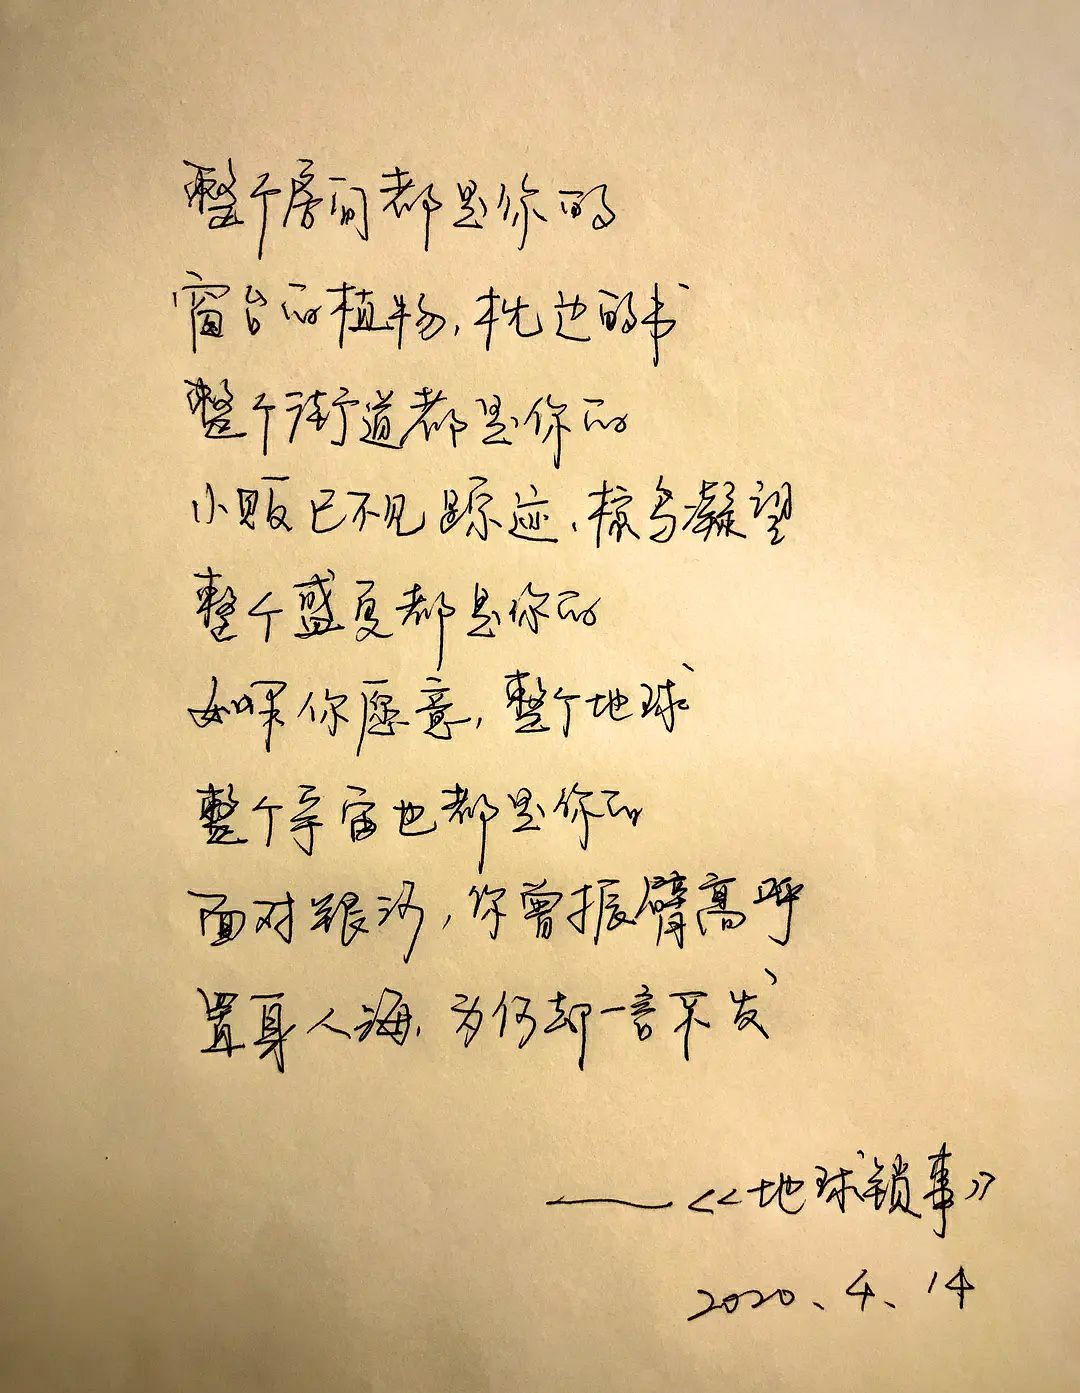 整个房间都是你的
窗台的植物，枕边的书
整个街道都是你的
小贩已不见踪迹，椋鸟凝望
整个盛夏都是你的
如果你愿意，整个地球
整个宇宙也都是你的
面对艰涉，你曾振臂高呼
置身人海，为何却一言不发
——《地球锁事》
2020、4、14